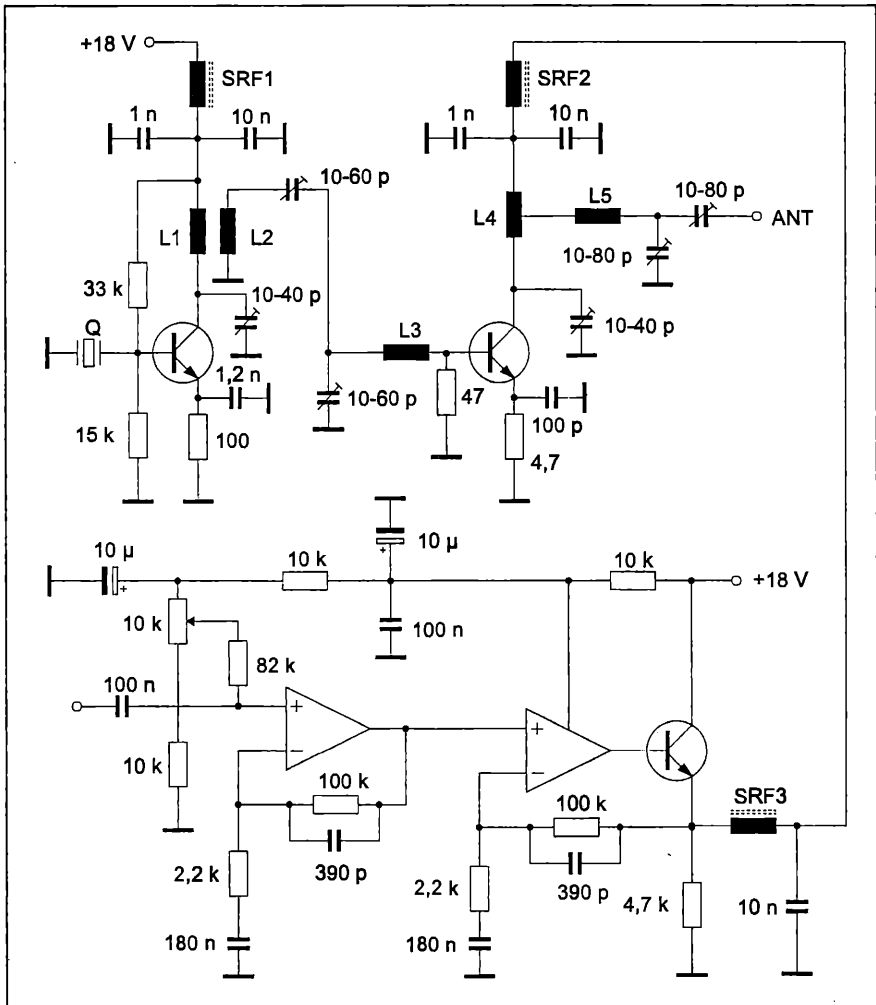 +18 V
SRF1
SRF2
1 n
10 n
1 n
10 n
10-60 p
L5
10-80 p
L1
L2
L4
ANT
10-80 p
33 k
10-40 p
10-40 p
Q
L3
1,2 n
10-60 p
47
100 p
15 k
100
4,7
10 µ
+
10 k
+
10 µ
10 k
+18 V
10 k
100 n
82 k
100 n
+
+
−
−
10 k
100 k
100 k
SRF3
2,2 k
390 p
2,2 k
390 p
4,7 k
10 n
180 n
180 n